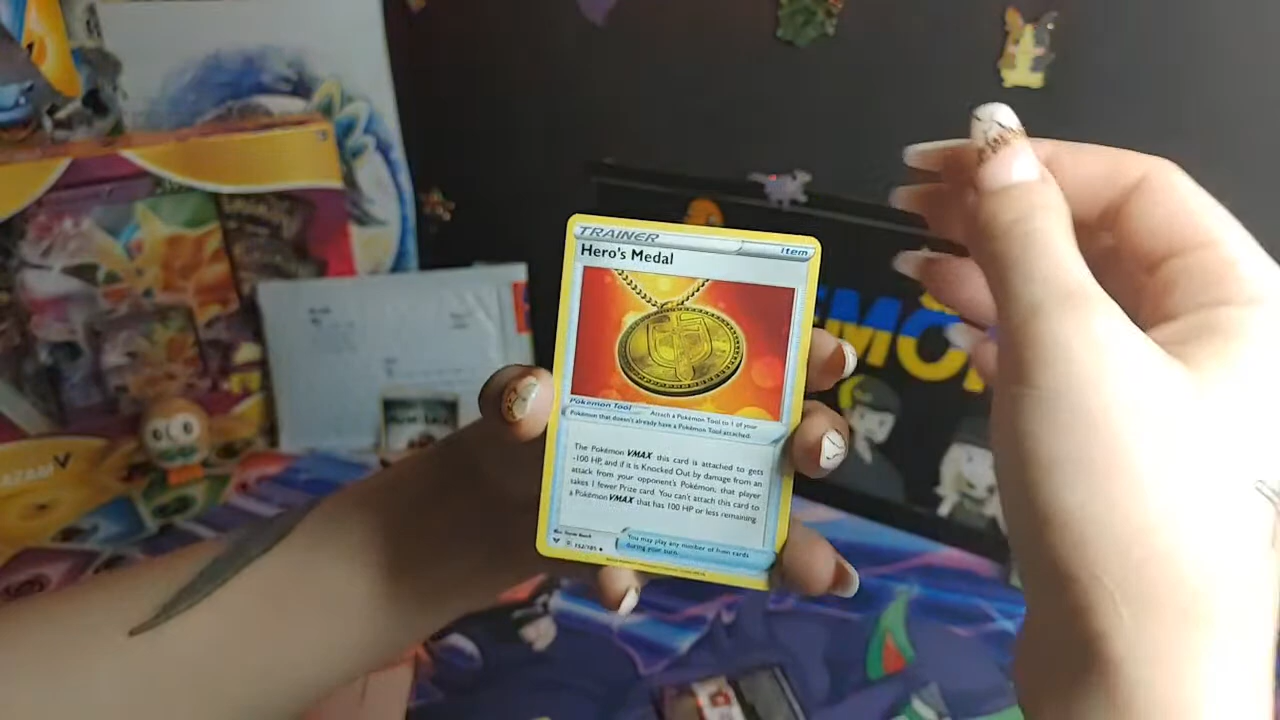 TRAINER
Item
Hero's Medal
Pokémon Tool
Attach a Pokémon Tool to 1 of your
Pokémon that doesn't already have a Pokémon Tool attached.
The Pokémon VMAX this card is attached to gets
-100 HP, and if it is Knocked Out by damage from an
attack from your opponent's Pokémon, that player
takes 1 fewer Prize card. You can't attach this card to
a Pokémon VMAX that has 100 HP or less remaining.
152/185
You may play any number of Item cards
during your turn.
AZAM V